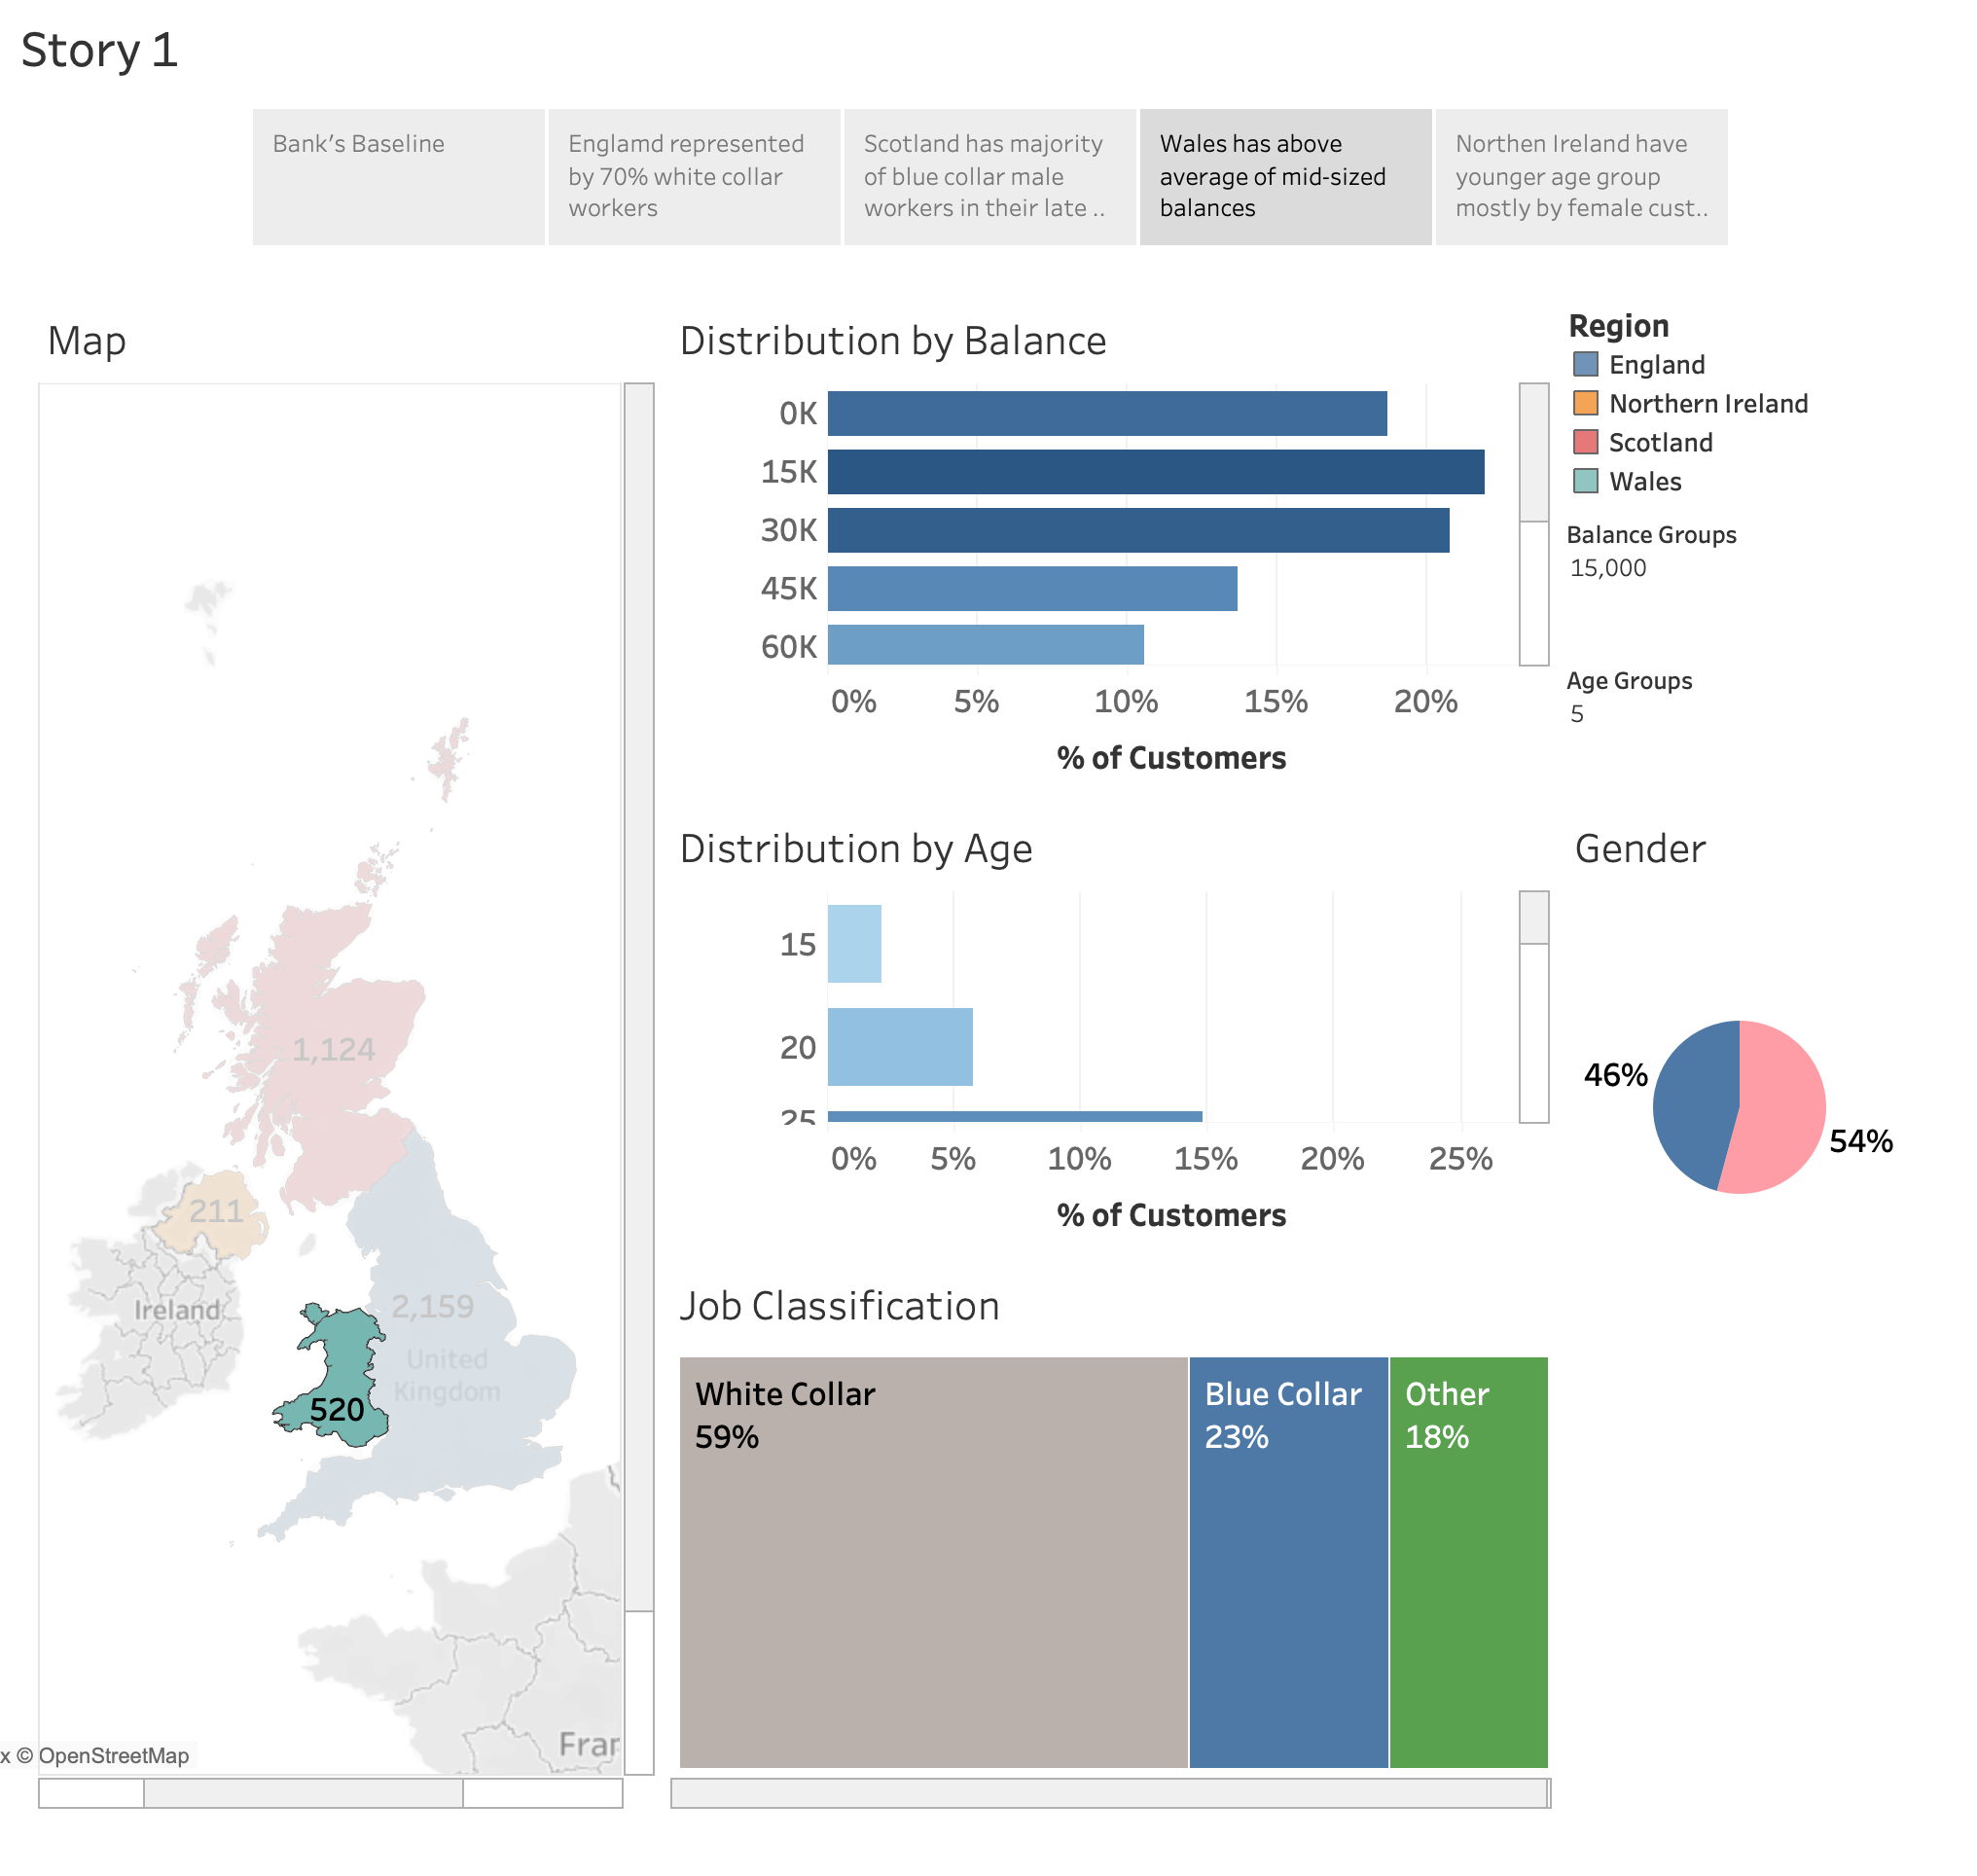 Story 1
Bank's Baseline
Englamd represented
by 70% white collar
workers
Scotland has majority
of blue collar male
workers in their late ..
Wales has above
average of mid-sized
balances
Northen Ireland have
younger age group
mostly by female cust..
Map
1,124
211
Ireland
2,159
United
Kingdom
520
Fran
x © OpenStreetMap
Distribution by Balance
0K
15K
30K
45K
60K
0% 5% 10% 15% 20%
% of Customers
Region
England
Northern Ireland
Scotland
Wales
Balance Groups
15,000
Age Groups
5
Distribution by Age
15
20
25
0% 5% 10% 15% 20% 25%
% of Customers
Gender
46%
54%
Job Classification
White Collar
59%
Blue Collar
23%
Other
18%